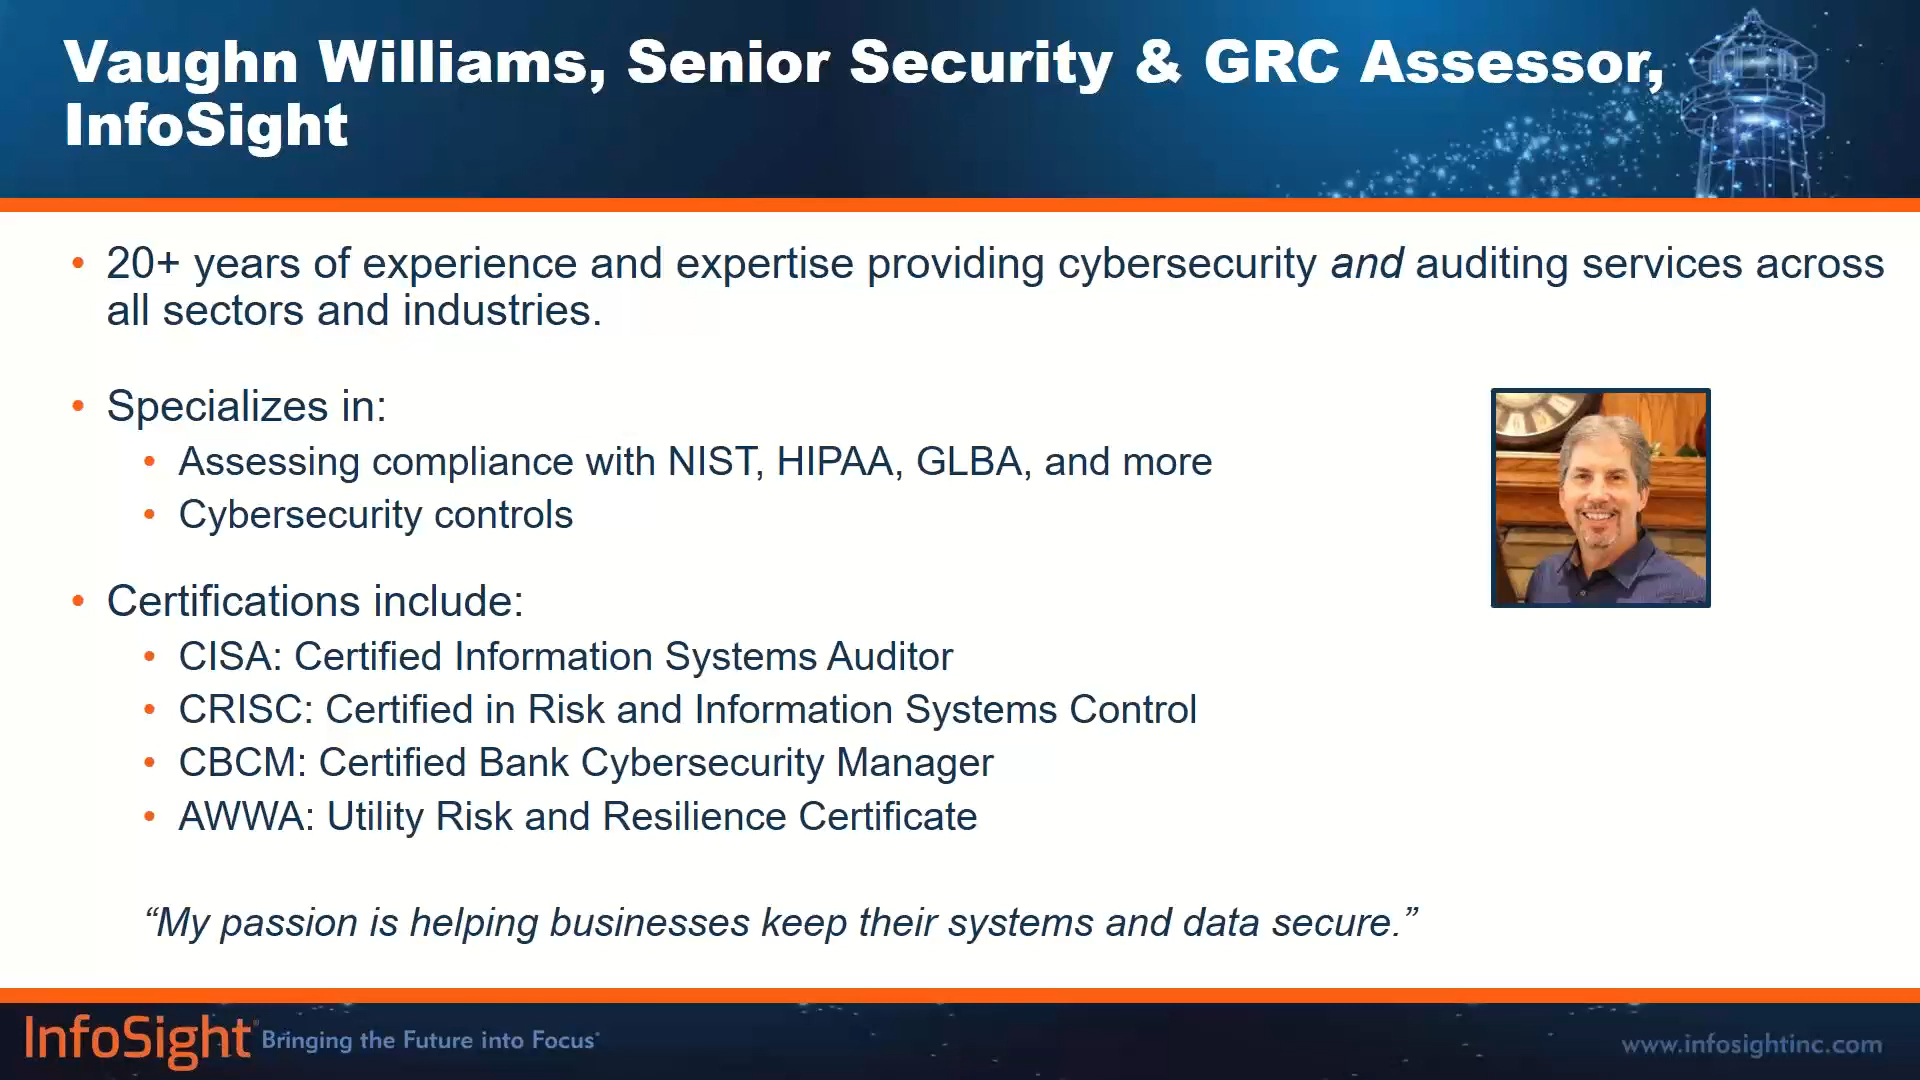 Vaughn Williams, Senior Security & GRC Assessor,
InfoSight
• 20+ years of experience and expertise providing cybersecurity and auditing services across
all sectors and industries.
• Specializes in:
• Assessing compliance with NIST, HIPAA, GLBA, and more
• Cybersecurity controls
• Certifications include:
• CISA: Certified Information Systems Auditor
• CRISC: Certified in Risk and Information Systems Control
• CBCM: Certified Bank Cybersecurity Manager
• AWWA: Utility Risk and Resilience Certificate
“My passion is helping businesses keep their systems and data secure.”
InfoSight® Bringing the Future into Focus®
www.infosightinc.com